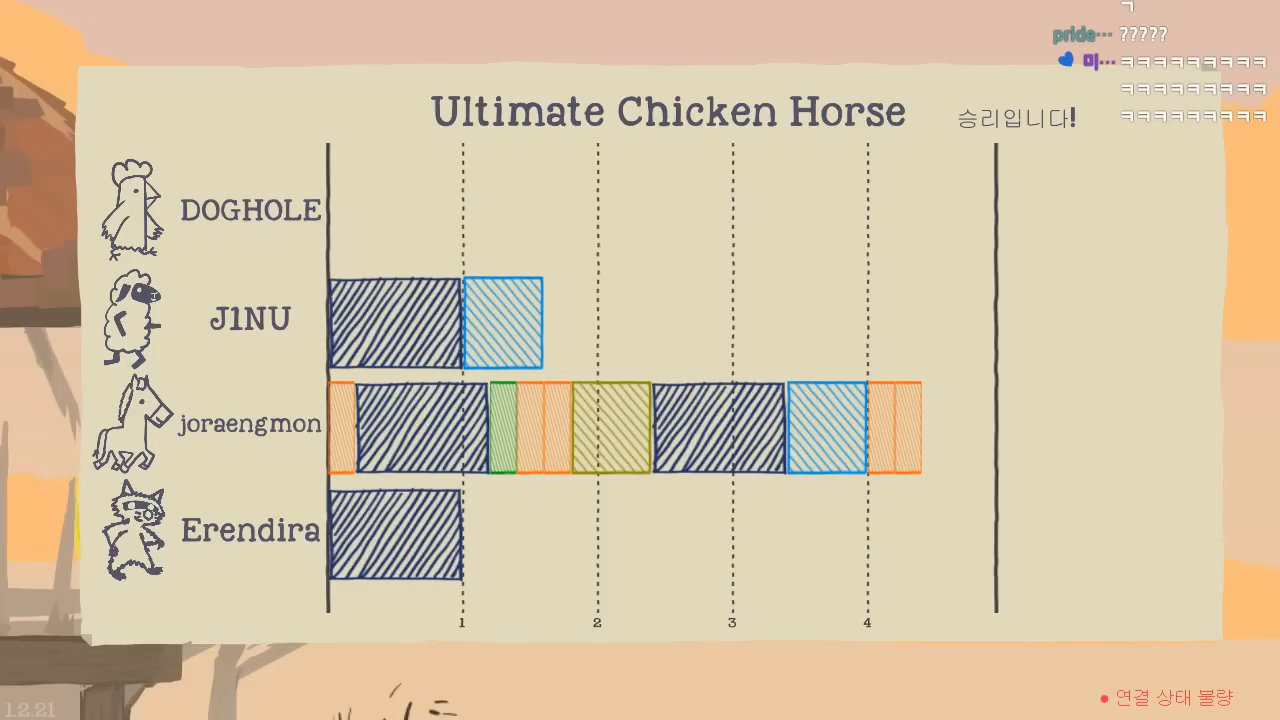 ㄱ
pride… ?????
미… ㅋㅋㅋㅋㅋㅋㅋㅋㅋ
ㅋㅋㅋㅋㅋㅋㅋㅋㅋ
ㅋㅋㅋㅋㅋㅋㅋㅋㅋ
Ultimate Chicken Horse
승리입니다!
DOGHOLE
J1NU
joraengmon
Erendira
1 2 3 4
연결 상태 불량
1.2.21